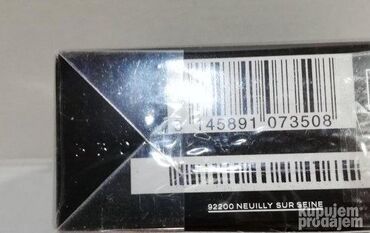 3 145891 073508
92200 NEUILLY SUR SEINE
kupujem
prodajem